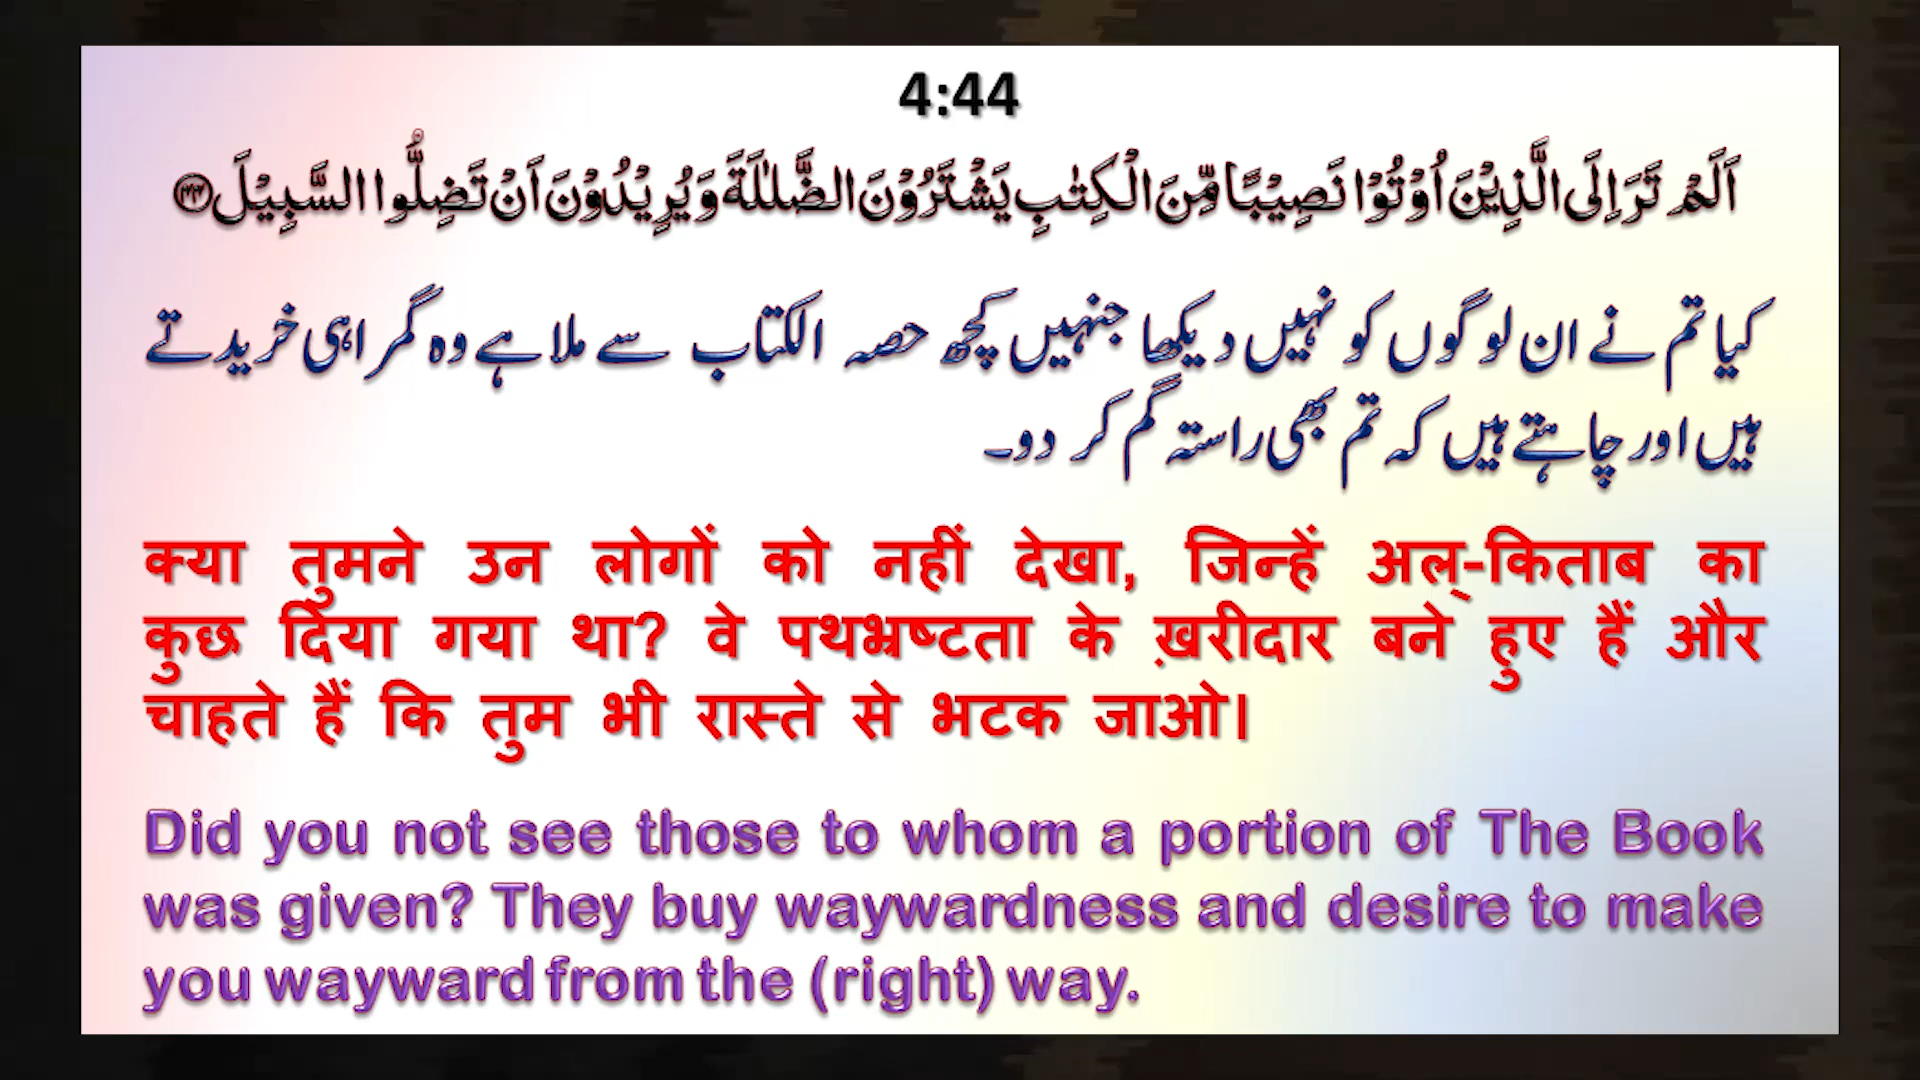 4:44
اَلَمْ تَرَ اِلَى الَّذِيْنَ اُوْتُوْا نَصِيْبًا مِّنَ الْكِتٰبِ يَشْتَرُوْنَ الضَّلٰلَةَ وَيُرِيْدُوْنَ اَنْ تَضِلُّوا السَّبِيْلَ ﴿۴۴﴾
کیا تم نے ان لوگوں کو نہیں دیکھا جنہیں کچھ حصہ الکتاب سے ملا ہے وہ گمراہی خریدتے
ہیں اور چاہتے ہیں کہ تم بھی راستہ گم کر دو۔
क्या तुमने उन लोगों को नहीं देखा, जिन्हें अल्-किताब का
कुछ दिया गया था? वे पथभ्रष्टता के ख़रीदार बने हुए हैं और
चाहते हैं कि तुम भी रास्ते से भटक जाओ।
Did you not see those to whom a portion of The Book
was given? They buy waywardness and desire to make
you wayward from the (right) way.